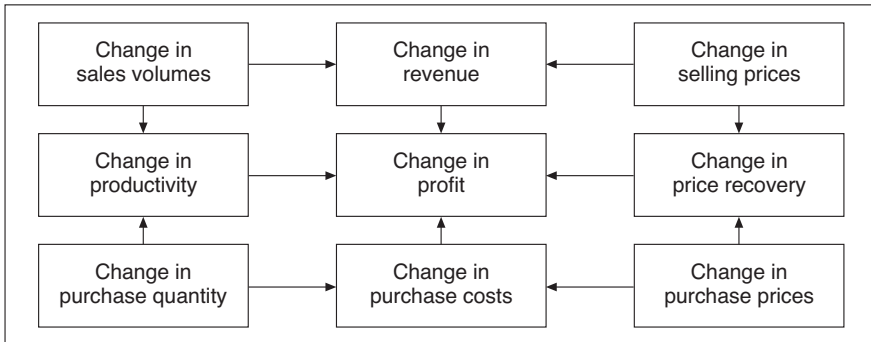 Change in
sales volumes
Change in
revenue
Change in
selling prices
Change in
productivity
Change in
profit
Change in
price recovery
Change in
purchase quantity
Change in
purchase costs
Change in
purchase prices